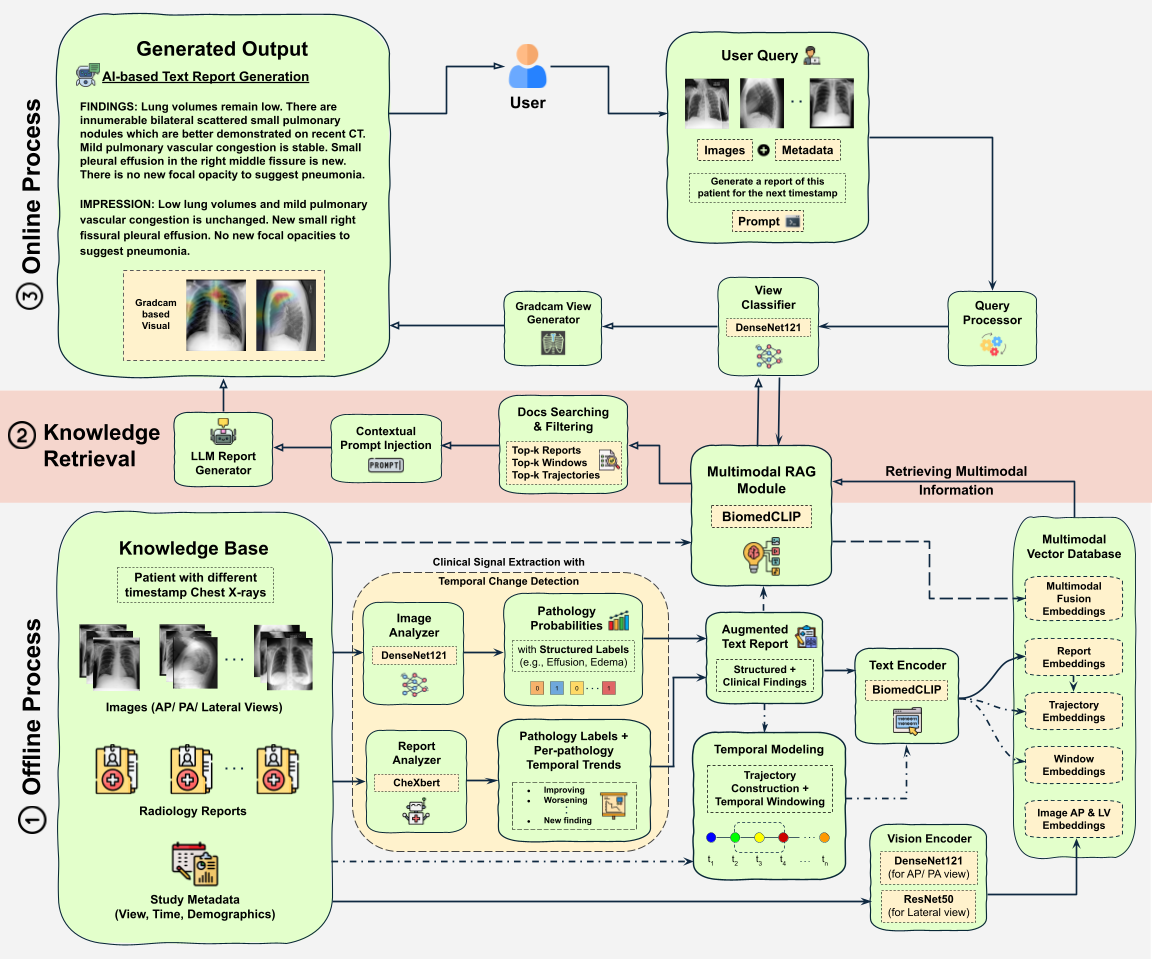 ③ Online Process
Generated Output
AI-based Text Report Generation
FINDINGS: Lung volumes remain low. There are
innumerable bilateral scattered small pulmonary
nodules which are better demonstrated on recent CT.
Mild pulmonary vascular congestion is stable. Small
pleural effusion in the right middle fissure is new.
There is no new focal opacity to suggest pneumonia.
IMPRESSION: Low lung volumes and mild pulmonary
vascular congestion is unchanged. New small right
fissural pleural effusion. No new focal opacities to
suggest pneumonia.
Gradcam
based
Visual
User
User Query
Images
Metadata
Generate a report of this
patient for the next timestamp
Prompt
Query
Processor
View
Classifier
DenseNet121
Gradcam View
Generator
② Knowledge
Retrieval
LLM Report
Generator
Contextual
Prompt Injection
PROMPT|
Docs Searching
& Filtering
Top-k Reports
Top-k Windows
Top-k Trajectories
Multimodal RAG
Module
BiomedCLIP
Retrieving Multimodal
Information
① Offline Process
Knowledge Base
Patient with different
timestamp Chest X-rays
Images (AP/ PA/ Lateral Views)
Radiology Reports
Study Metadata
(View, Time, Demographics)
Clinical Signal Extraction with
Temporal Change Detection
Image
Analyzer
DenseNet121
Pathology
Probabilities
with Structured Labels
(e.g., Effusion, Edema)
0 1 0 · · · 1
Report
Analyzer
CheXbert
Pathology Labels +
Per-pathology
Temporal Trends
• Improving
• Worsening
:
• New finding
Augmented
Text Report
Structured +
Clinical Findings
Temporal Modeling
Trajectory
Construction +
Temporal Windowing
t1 t2 t3 t4 ... tn
Text Encoder
BiomedCLIP
Vision Encoder
DenseNet121
(for AP/ PA view)
ResNet50
(for Lateral view)
Multimodal
Vector Database
Multimodal
Fusion
Embeddings
Report
Embeddings
Trajectory
Embeddings
Window
Embeddings
Image AP & LV
Embeddings